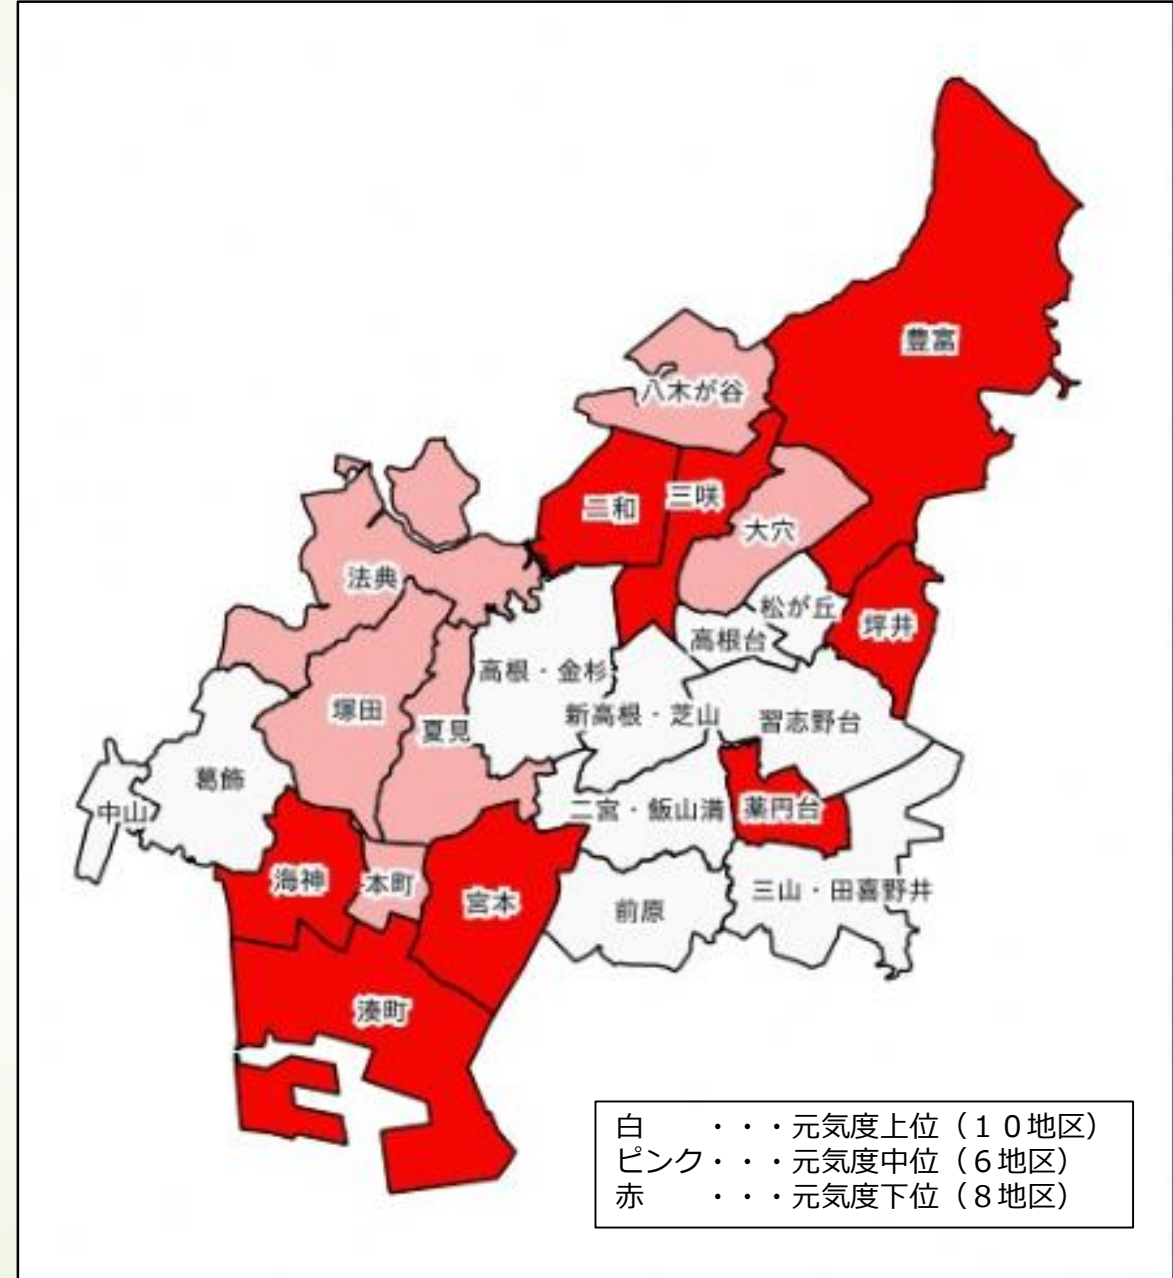 豊富
八木が谷
二和
三咲
大穴
法典
松が丘
坪井
高根台
高根・金杉
塚田
夏見
新高根・芝山
習志野台
葛飾
中山
二宮・飯山満
薬円台
海神
本町
宮本
前原
三山・田喜野井
湊町
白　　・・・元気度上位（１０地区）
ピンク・・・元気度中位（６地区）
赤　　・・・元気度下位（８地区）